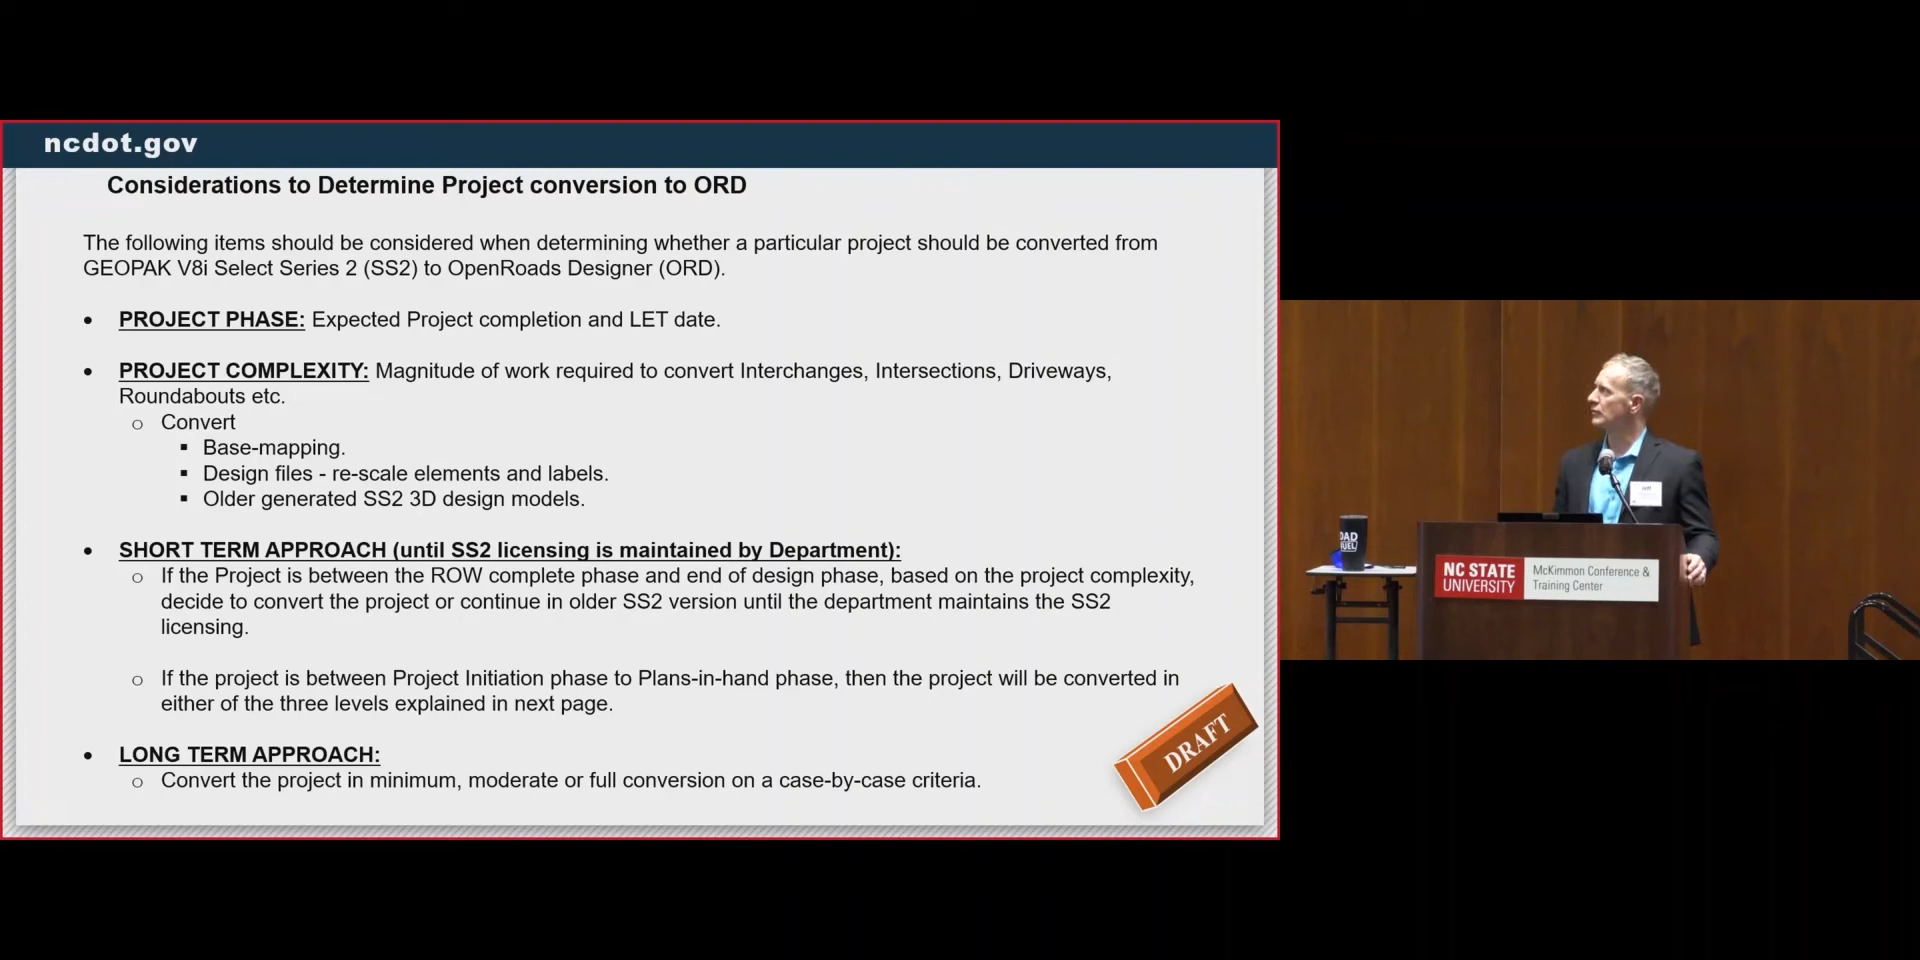 ncdot.gov
Considerations to Determine Project conversion to ORD
The following items should be considered when determining whether a particular project should be converted from
GEOPAK V8i Select Series 2 (SS2) to OpenRoads Designer (ORD).
• PROJECT PHASE: Expected Project completion and LET date.
• PROJECT COMPLEXITY: Magnitude of work required to convert Interchanges, Intersections, Driveways,
Roundabouts etc.
o Convert
▪ Base-mapping.
▪ Design files - re-scale elements and labels.
▪ Older generated SS2 3D design models.
• SHORT TERM APPROACH (until SS2 licensing is maintained by Department):
o If the Project is between the ROW complete phase and end of design phase, based on the project complexity,
decide to convert the project or continue in older SS2 version until the department maintains the SS2
licensing.
o If the project is between Project Initiation phase to Plans-in-hand phase, then the project will be converted in
either of the three levels explained in next page.
• LONG TERM APPROACH:
o Convert the project in minimum, moderate or full conversion on a case-by-case criteria.
DRAFT
NC STATE
UNIVERSITY
McKimmon Conference &
Training Center